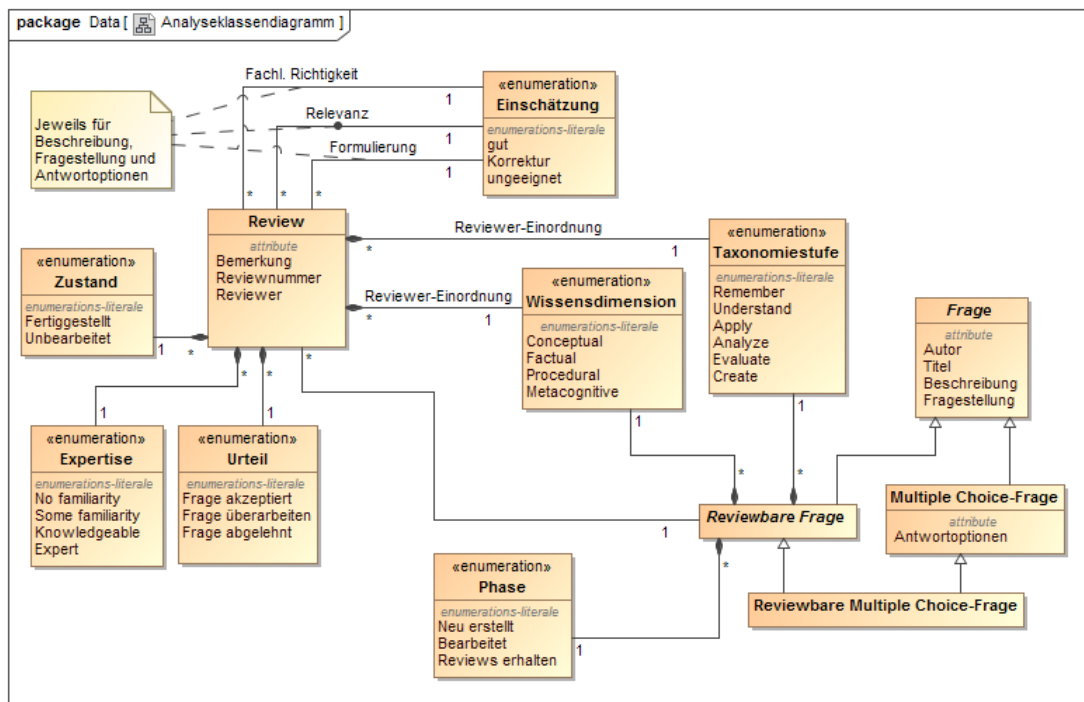 package Data [ Analyseklassendiagramm ]
Jeweils für
Beschreibung,
Fragestellung und
Antwortoptionen
Fachl. Richtigkeit
1
*
Relevanz
1
*
Formulierung
1
*
«enumeration»
Einschätzung
enumerations-literale
gut
Korrektur
ungeeignet
Review
attribute
Bemerkung
Reviewnummer
Reviewer
Reviewer-Einordnung
*
1
Reviewer-Einordnung
*
1
«enumeration»
Taxonomiestufe
enumerations-literale
Remember
Understand
Apply
Analyze
Evaluate
Create
1
*
«enumeration»
Wissensdimension
enumerations-literale
Conceptual
Factual
Procedural
Metacognitive
1
*
«enumeration»
Zustand
enumerations-literale
Fertiggestellt
Unbearbeitet
1
*
Frage
attribute
Autor
Titel
Beschreibung
Fragestellung
«enumeration»
Expertise
enumerations-literale
No familiarity
Some familiarity
Knowledgeable
Expert
1
*
«enumeration»
Urteil
enumerations-literale
Frage akzeptiert
Frage überarbeiten
Frage abgelehnt
1
*
*
1
Reviewbare Frage
Multiple Choice-Frage
attribute
Antwortoptionen
«enumeration»
Phase
enumerations-literale
Neu erstellt
Bearbeitet
Reviews erhalten
1
*
Reviewbare Multiple Choice-Frage